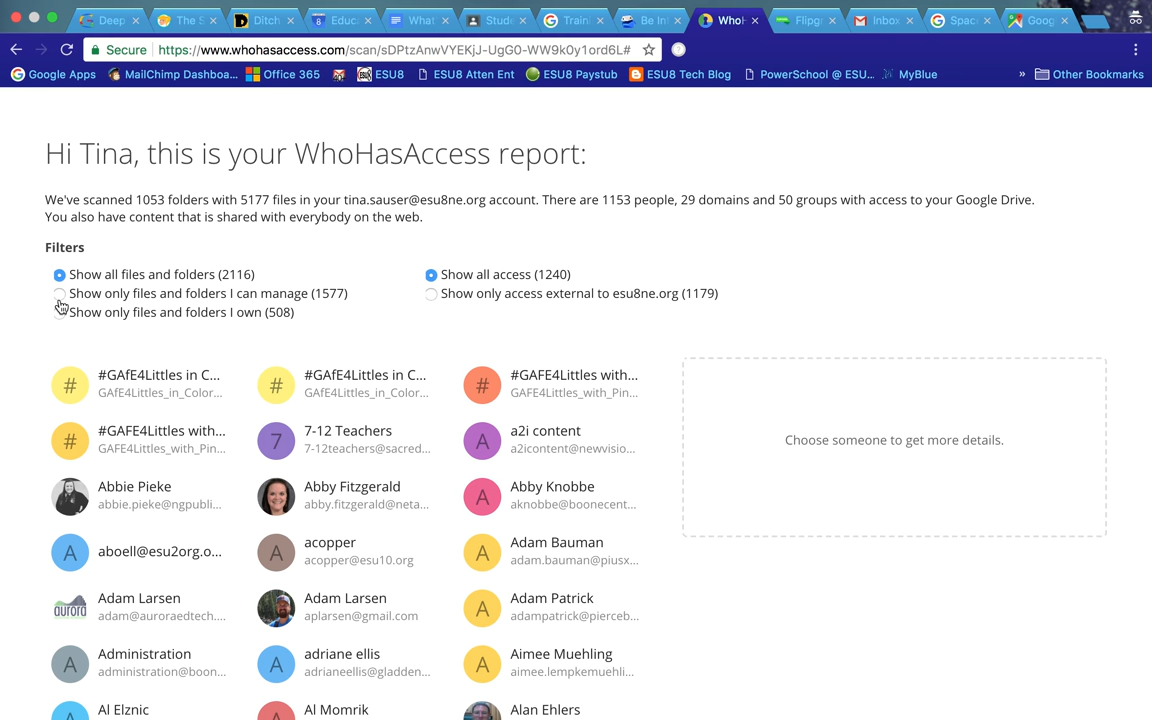 Deep
The S
Ditch
Educ
What
Stude
Traini
Be In
WhoH
Flipgr
Inbox
Spac
Goog
Secure https://www.whohasaccess.com/scan/sDPtzAnwVYEKjJ-UgG0-WW9k0y1ord6L#
Google Apps MailChimp Dashboa... Office 365 ESU8 ESU8 Atten Ent ESU8 Paystub ESU8 Tech Blog PowerSchool @ ESU... MyBlue » Other Bookmarks
Hi Tina, this is your WhoHasAccess report:
We've scanned 1053 folders with 5177 files in your tina.sauser@esu8ne.org account. There are 1153 people, 29 domains and 50 groups with access to your Google Drive.
You also have content that is shared with everybody on the web.
Filters
Show all files and folders (2116)
Show only files and folders I can manage (1577)
Show only files and folders I own (508)
Show all access (1240)
Show only access external to esu8ne.org (1179)
# #GAfE4Littles in C...
GAfE4Littles_in_Color...
# #GAfE4Littles in C...
GAfE4Littles_in_Color...
# #GAFE4Littles with...
GAFE4Littles_with_Pin...
# #GAFE4Littles with...
GAFE4Littles_with_Pin...
7 7-12 Teachers
7-12teachers@sacred...
A a2i content
a2icontent@newvisio...
Abbie Pieke
abbie.pieke@ngpubli...
Abby Fitzgerald
abby.fitzgerald@neta...
A Abby Knobbe
aknobbe@boonecent...
A aboell@esu2org.o...
A acopper
acopper@esu10.org
A Adam Bauman
adam.bauman@piusx...
aurora Adam Larsen
adam@auroraedtech....
Adam Larsen
aplarsen@gmail.com
A Adam Patrick
adampatrick@pierceb...
A Administration
administration@boon...
A adriane ellis
adrianeellis@gladden...
A Aimee Muehling
aimee.lempkemuehli...
A Al Elznic
A Al Momrik
Alan Ehlers
Choose someone to get more details.